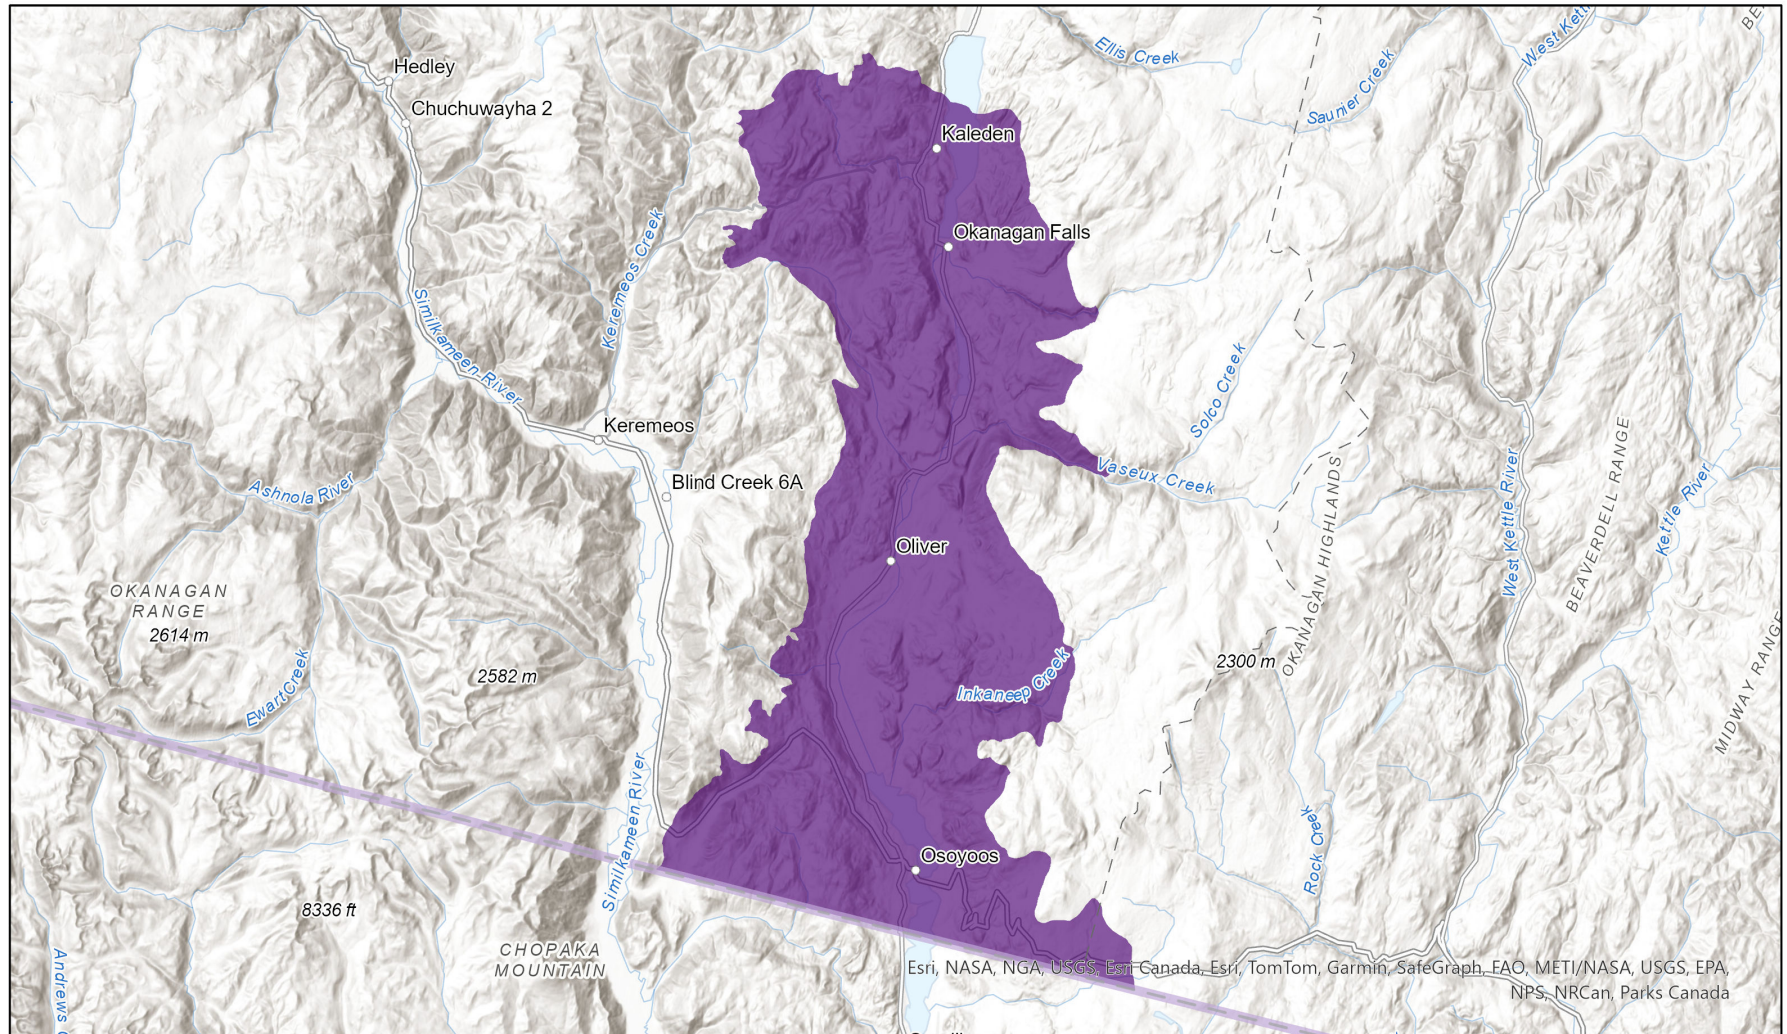 Hedley
Chuchuwayha 2
Ellis Creek
Saunier Creek
West Kettl
BE
Kaleden
Okanagan Falls
Keremeos Creek
Similkameen River
Solco Creek
Keremeos
Blind Creek 6A
Ashnola River
Vaseux Creek
West Kettle River
BEAVERDELL RANGE
Kettle River
OKANAGAN HIGHLANDS
Oliver
OKANAGAN
RANGE
2614 m
2582 m
Ewart Creek
Inkaneep Creek
2300 m
MIDWAY RANGE
Similkameen River
Rock Creek
Osoyoos
8336 ft
CHOPAKA
MOUNTAIN
Andrews C
Esri, NASA, NGA, USGS, Esri Canada, Esri, TomTom, Garmin, SafeGraph, FAO, METI/NASA, USGS, EPA,
NPS, NRCan, Parks Canada